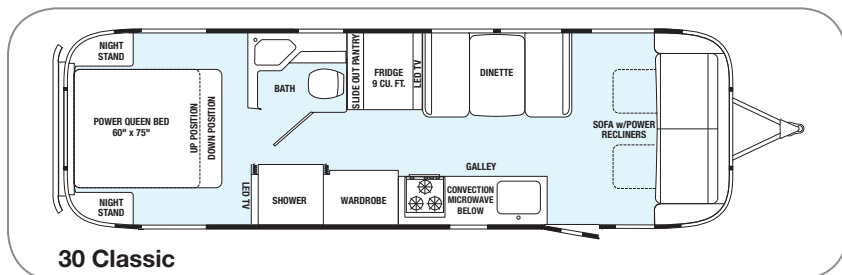 NIGHT
STAND
POWER QUEEN BED
60" x 75"
UP POSITION
DOWN POSITION
NIGHT
STAND
BATH
SLIDE OUT PANTRY
FRIDGE
9 CU. FT.
LED TV
DINETTE
SOFA w/POWER
RECLINERS
LED TV
SHOWER
WARDROBE
GALLEY
CONVECTION
MICROWAVE
BELOW
30 Classic